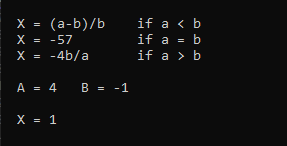 X = (a-b)/b if a < b
X = -57 if a = b
X = -4b/a if a > b
A = 4 B = -1
X = 1